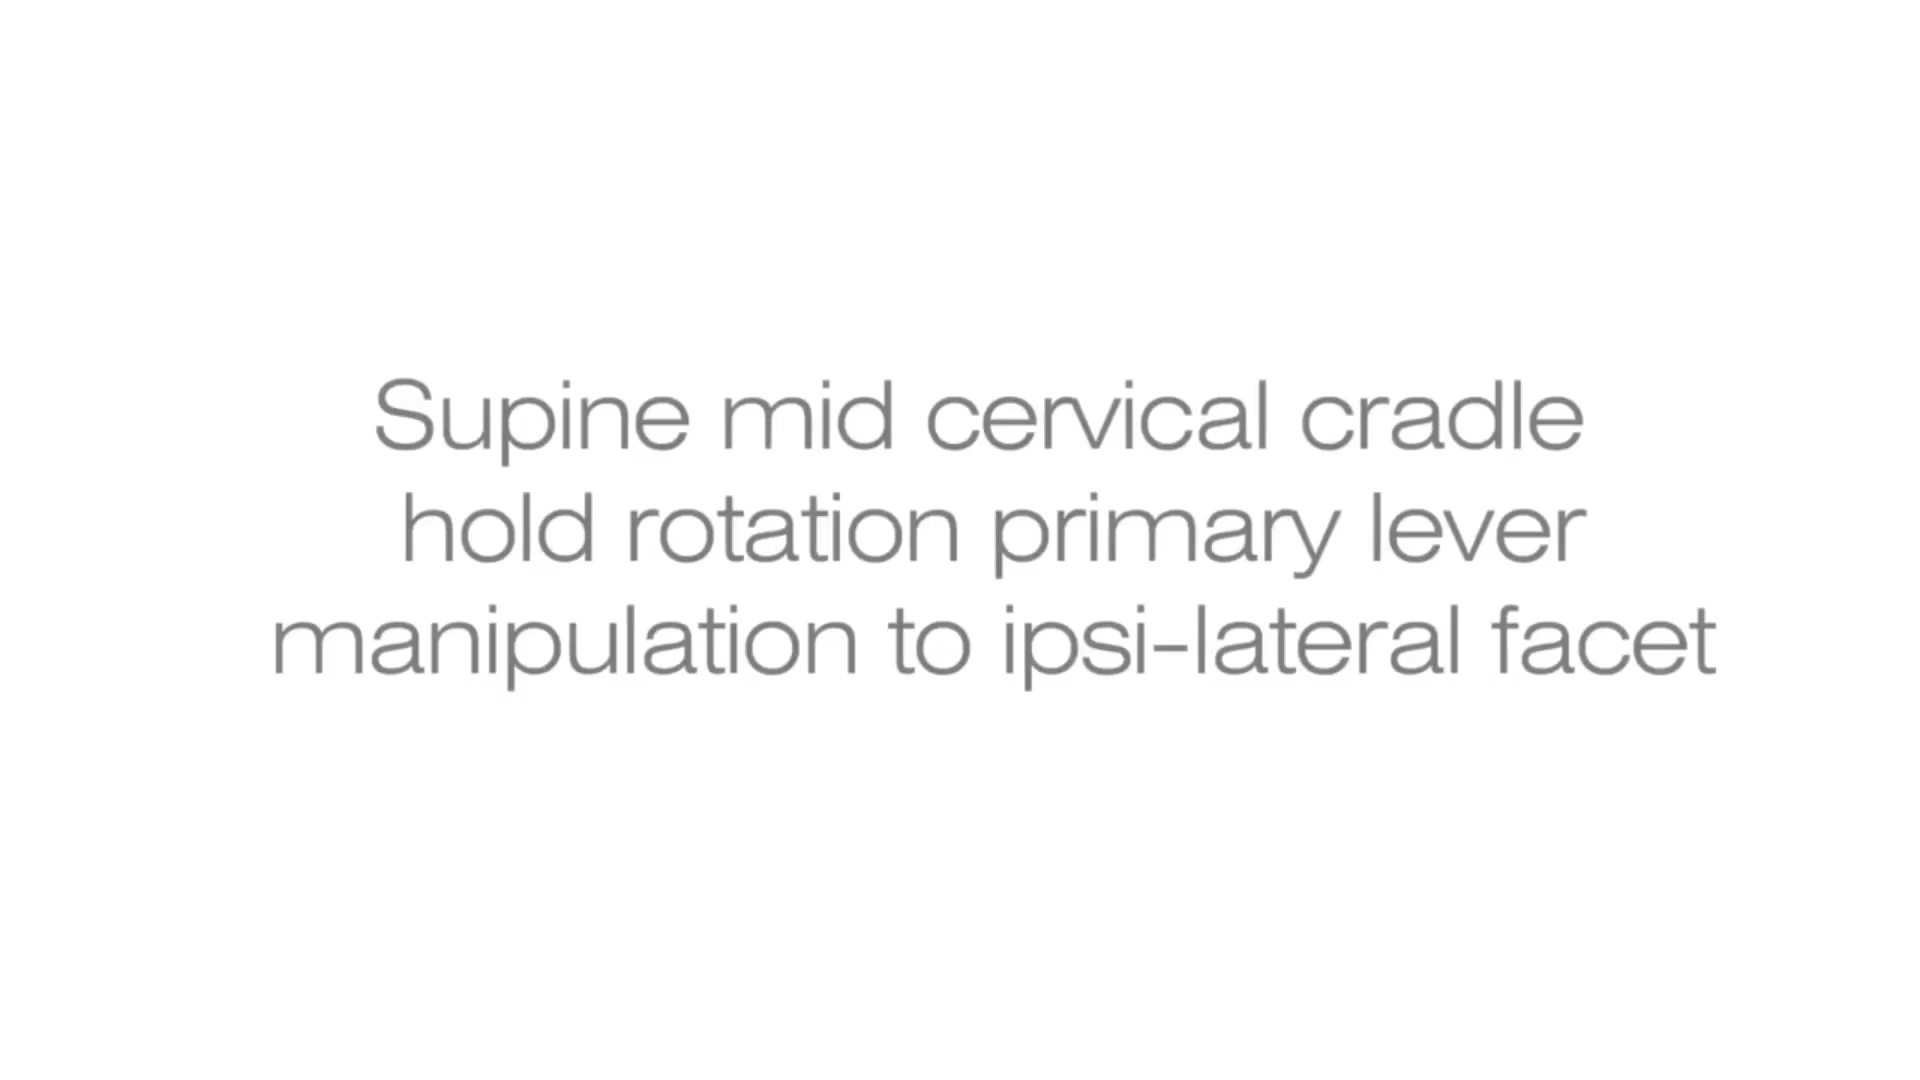 Supine mid cervical cradle
hold rotation primary lever
manipulation to ipsi-lateral facet